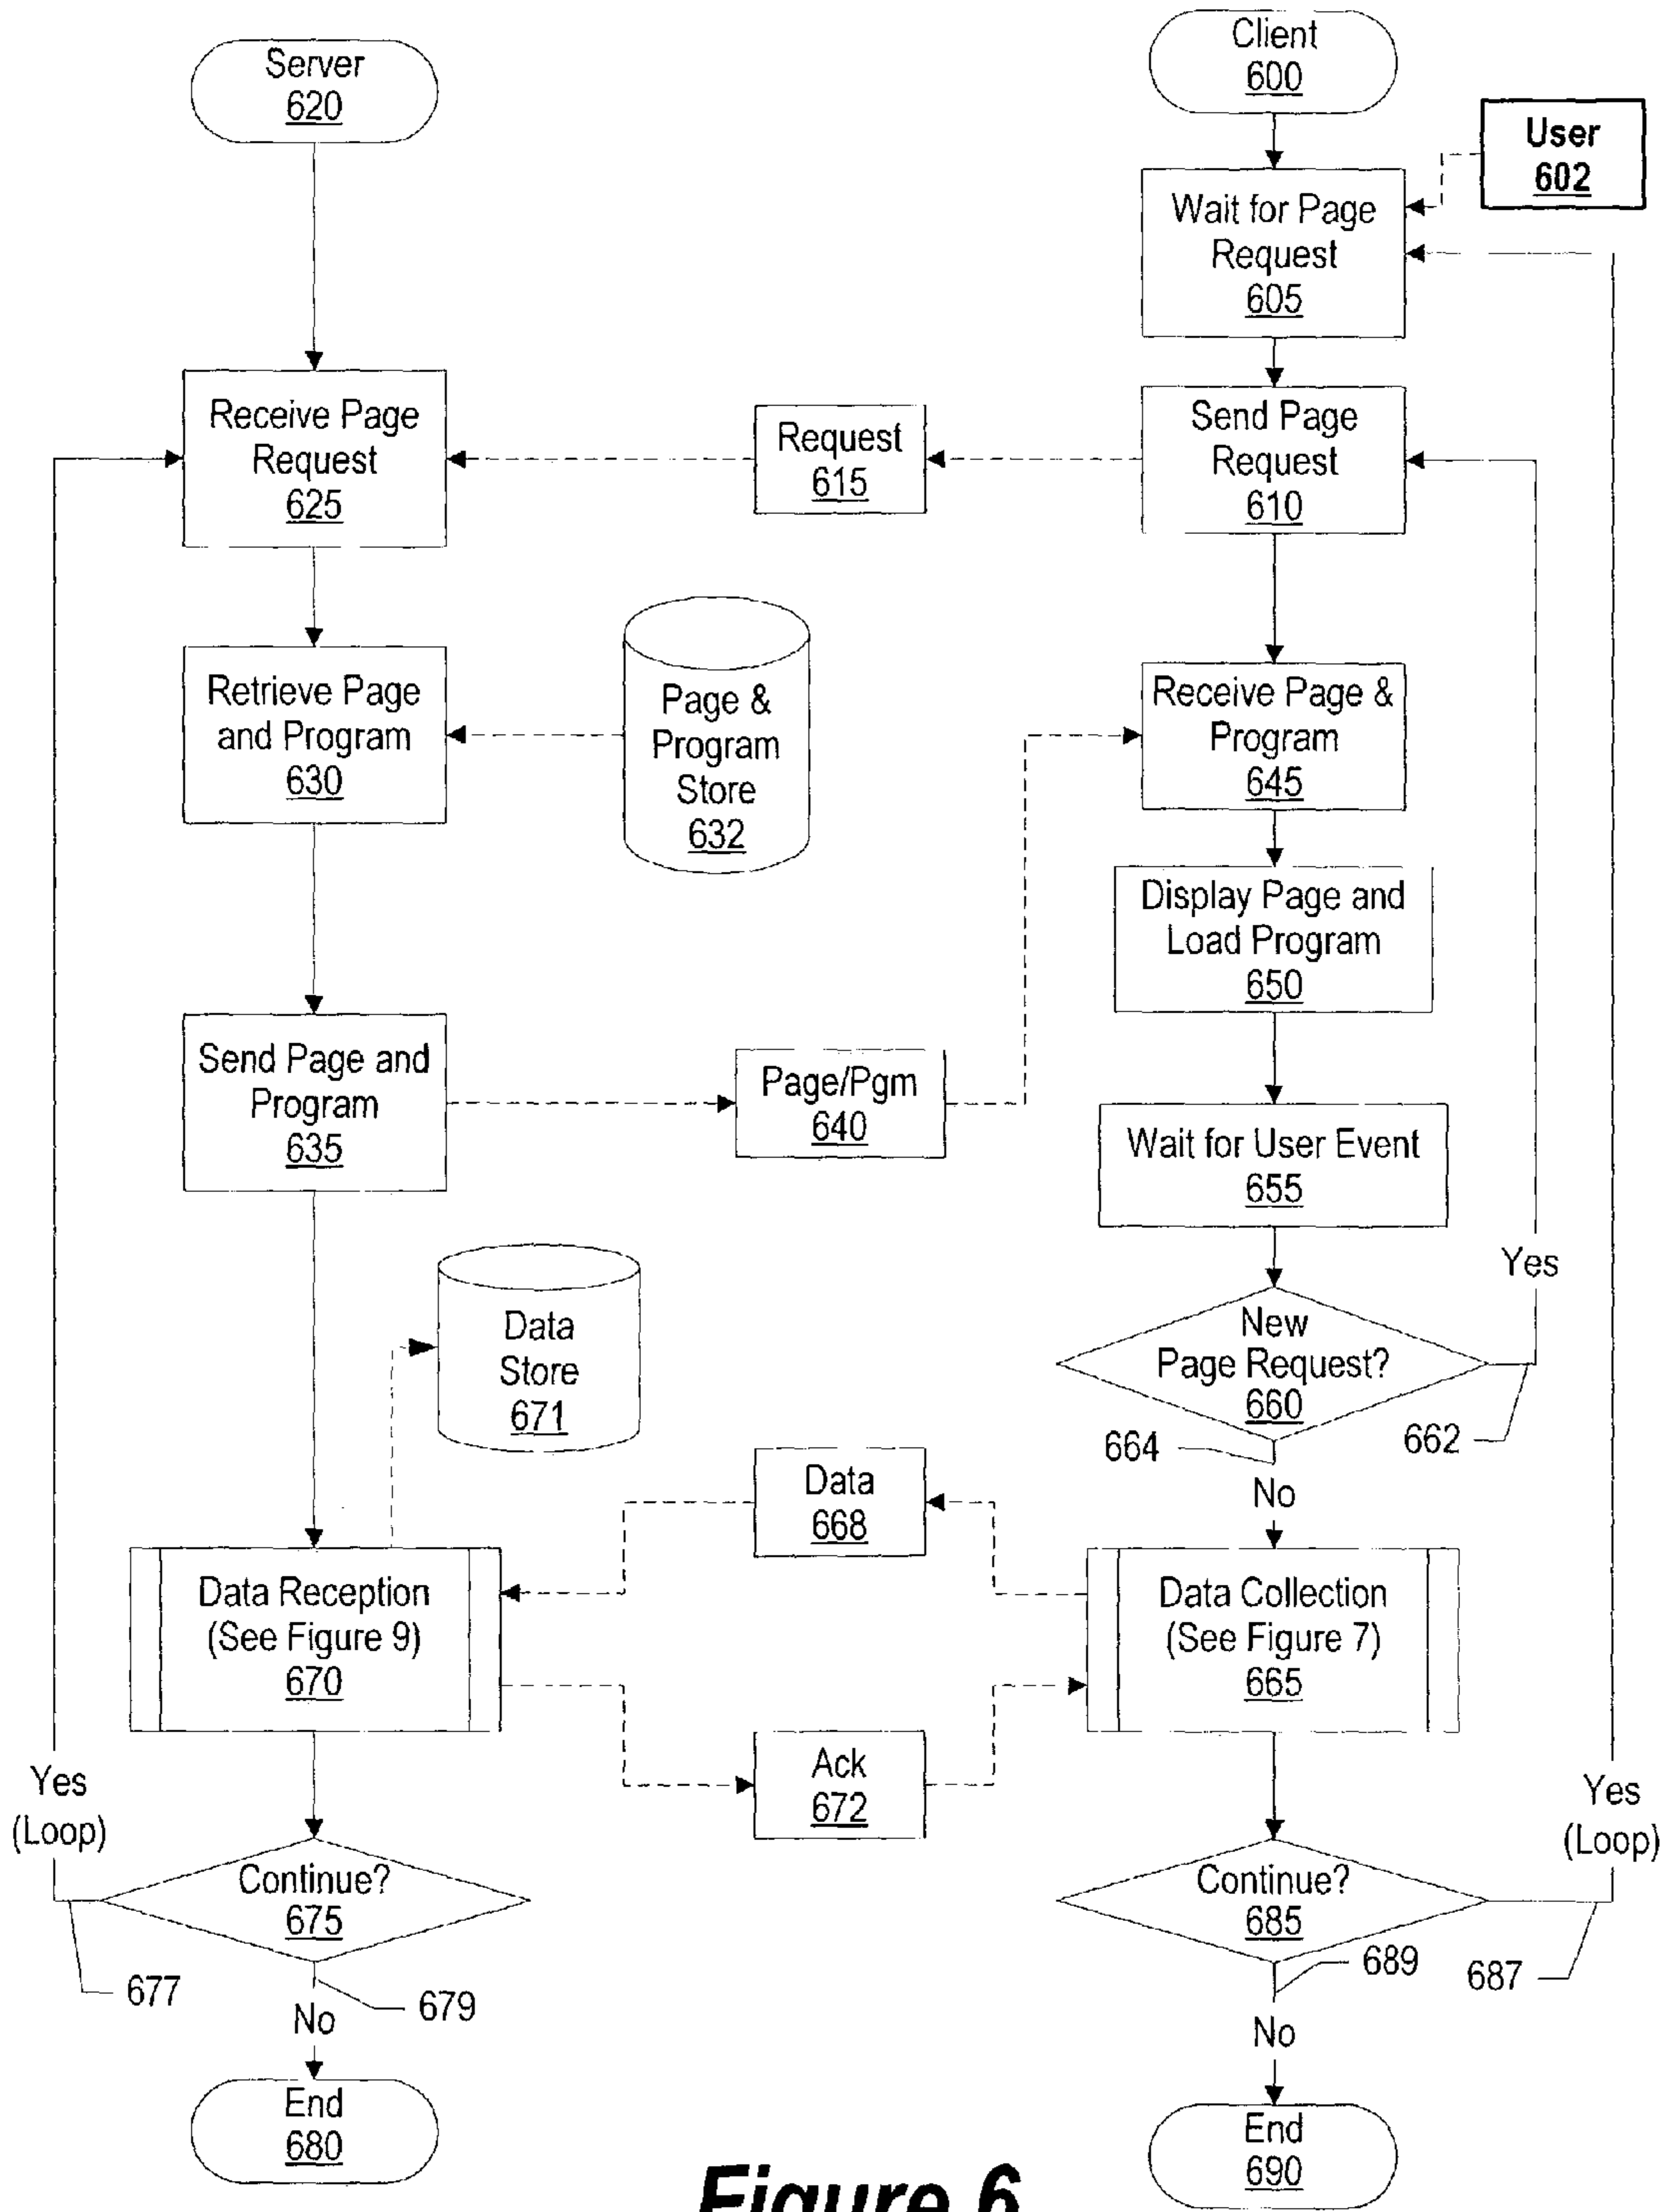 Server
620
Client
600
User
602
Wait for Page
Request
605
Receive Page
Request
625
Request
615
Send Page
Request
610
Retrieve Page
and Program
630
Page &
Program
Store
632
Receive Page &
Program
645
Display Page and
Load Program
650
Send Page and
Program
635
Page/Pgm
640
Wait for User Event
655
Yes
Data
Store
671
New
Page Request?
660
664
662
No
Data
668
Data Reception
(See Figure 9)
670
Data Collection
(See Figure 7)
665
Ack
672
Yes
(Loop)
Yes
(Loop)
Continue?
675
Continue?
685
677
679
No
689
687
No
End
680
End
690
Figure 6